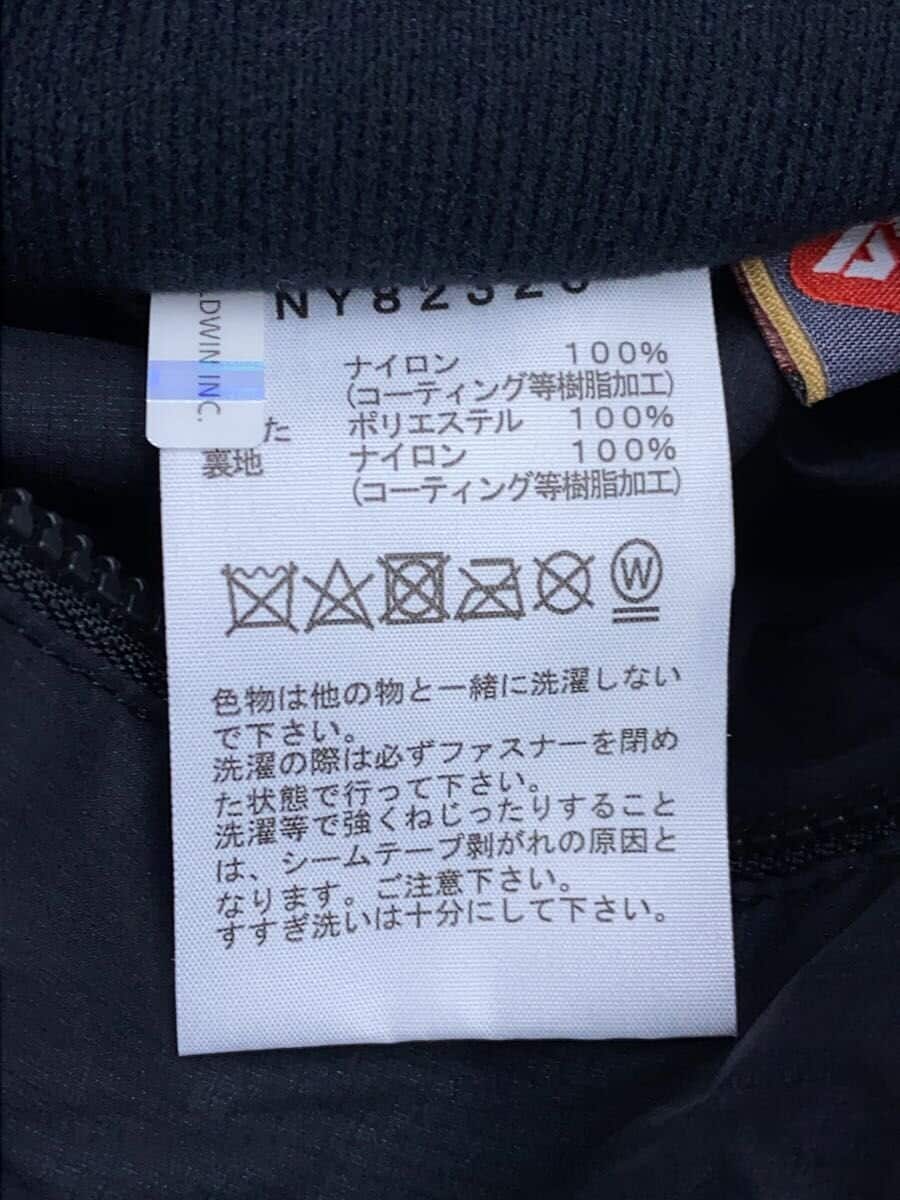 NY8232
LDWIN INC.
ナイロン 100%
(コーティング等樹脂加工)
た ポリエステル 100%
裏地 ナイロン 100%
(コーティング等樹脂加工)
W
色物は他の物と一緒に洗濯しない
で下さい。
洗濯の際は必ずファスナーを閉め
た状態で行って下さい。
洗濯等で強くねじったりすること
は、シームテープ剥がれの原因と
なります。ご注意下さい。
すすぎ洗いは十分にして下さい。